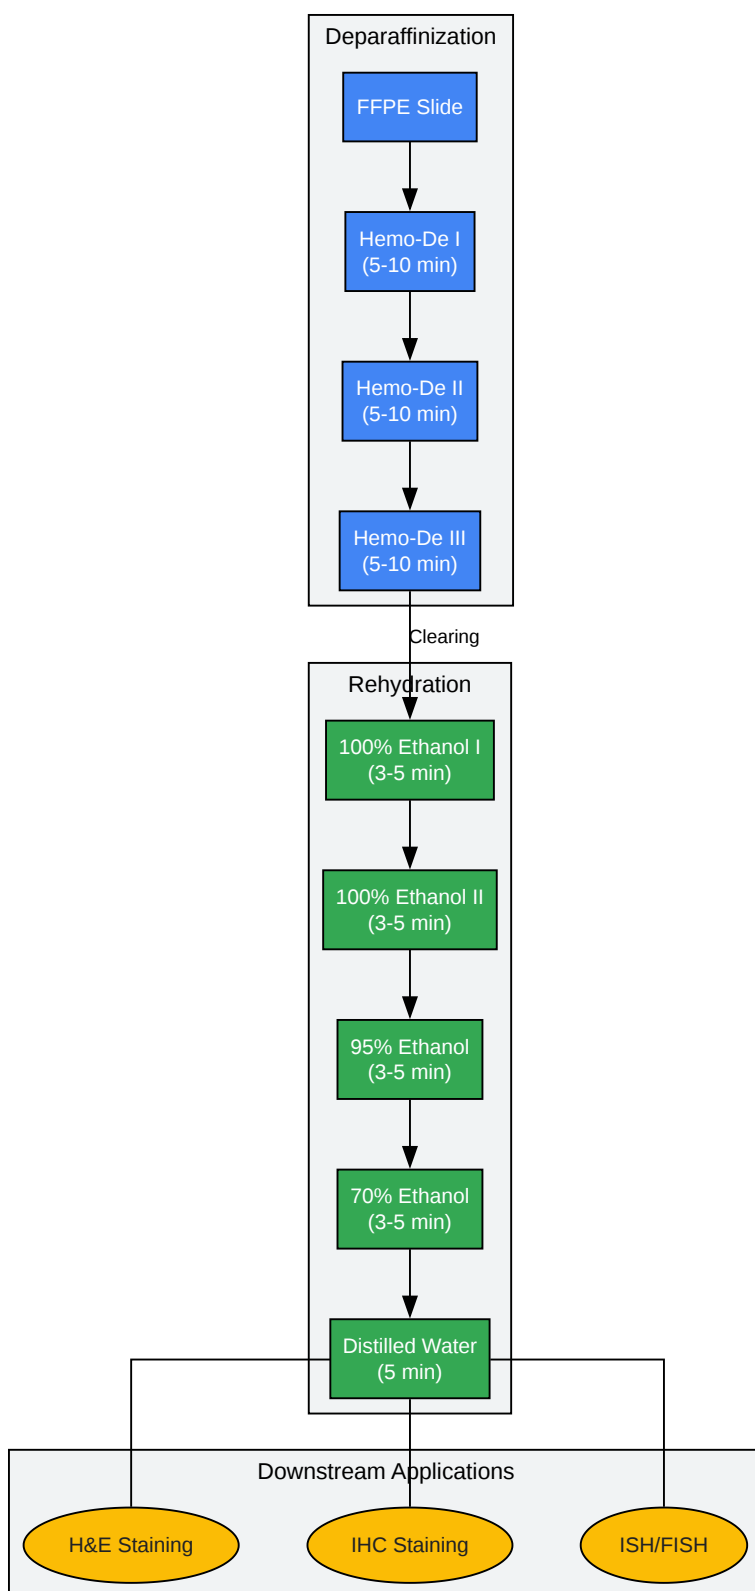 Deparaffinization
FFPE Slide
Hemo-De I
(5-10 min)
Hemo-De II
(5-10 min)
Hemo-De III
(5-10 min)
Clearing
Rehydration
100% Ethanol I
(3-5 min)
100% Ethanol II
(3-5 min)
95% Ethanol
(3-5 min)
70% Ethanol
(3-5 min)
Distilled Water
(5 min)
Downstream Applications
H&E Staining
IHC Staining
ISH/FISH